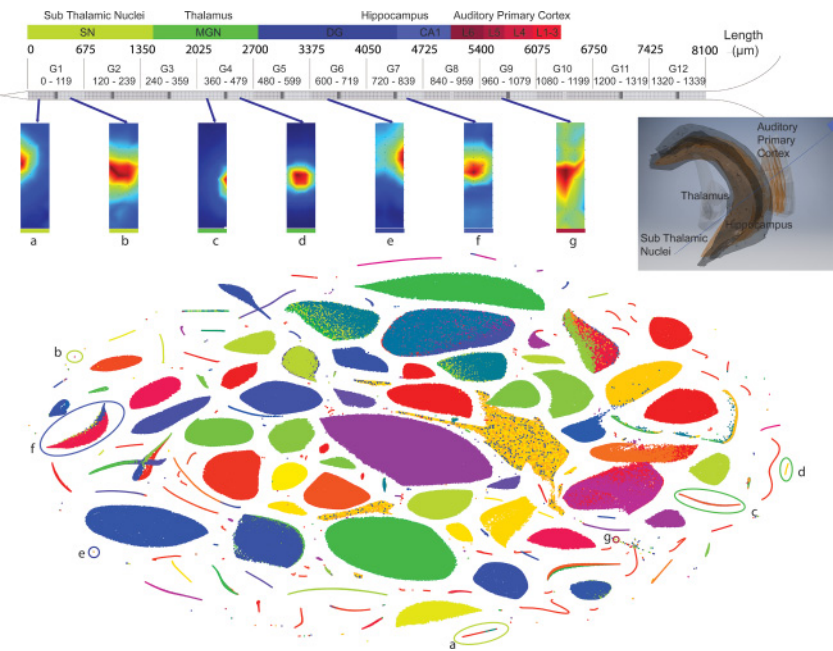 Sub Thalamic Nuclei Thalamus Hippocampus Auditory Primary Cortex
SN MGN DG CA1 L6 L5 L4 L1-3
Length (μm)
0 675 1350 2025 2700 3375 4050 4725 5400 6075 6750 7425 8100
G1 G2 G3 G4 G5 G6 G7 G8 G9 G10 G11 G12
0 - 119 120 - 239 240 - 359 360 - 479 480 - 599 600 - 719 720 - 839 840 - 959 960 - 1079 1080 - 1199 1200 - 1319 1320 - 1339
a b c d e f g
Auditory
Primary
Cortex
Thalamus
Hippocampus
Sub Thalamic
Nuclei
b
f
d
c
g
e
a